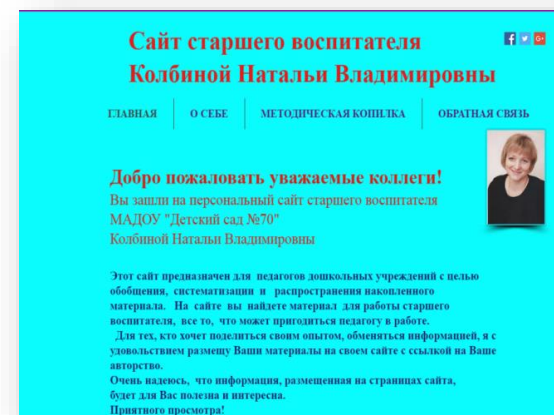 Сайт старшего воспитателя
Колбиной Натальи Владимировны
ГЛАВНАЯ
О СЕБЕ
МЕТОДИЧЕСКАЯ КОПИЛКА
ОБРАТНАЯ СВЯЗЬ
Добро пожаловать уважаемые коллеги!
Вы зашли на персональный сайт старшего воспитателя
МАДОУ "Детский сад №70"
Колбиной Натальи Владимировны
Этот сайт предназначен для педагогов дошкольных учреждений с целью
обобщения, систематизации и распространения накопленного
материала. На сайте вы найдете материал для работы старшего
воспитателя, все то, что может пригодиться педагогу в работе.
Для тех, кто хочет поделиться своим опытом, обменяться информацией, я с
удовольствием размещу Ваши материалы на своем сайте с ссылкой на Ваше
авторство.
Очень надеюсь, что информация, размещенная на страницах сайта,
будет для Вас полезна и интересна.
Приятного просмотра!